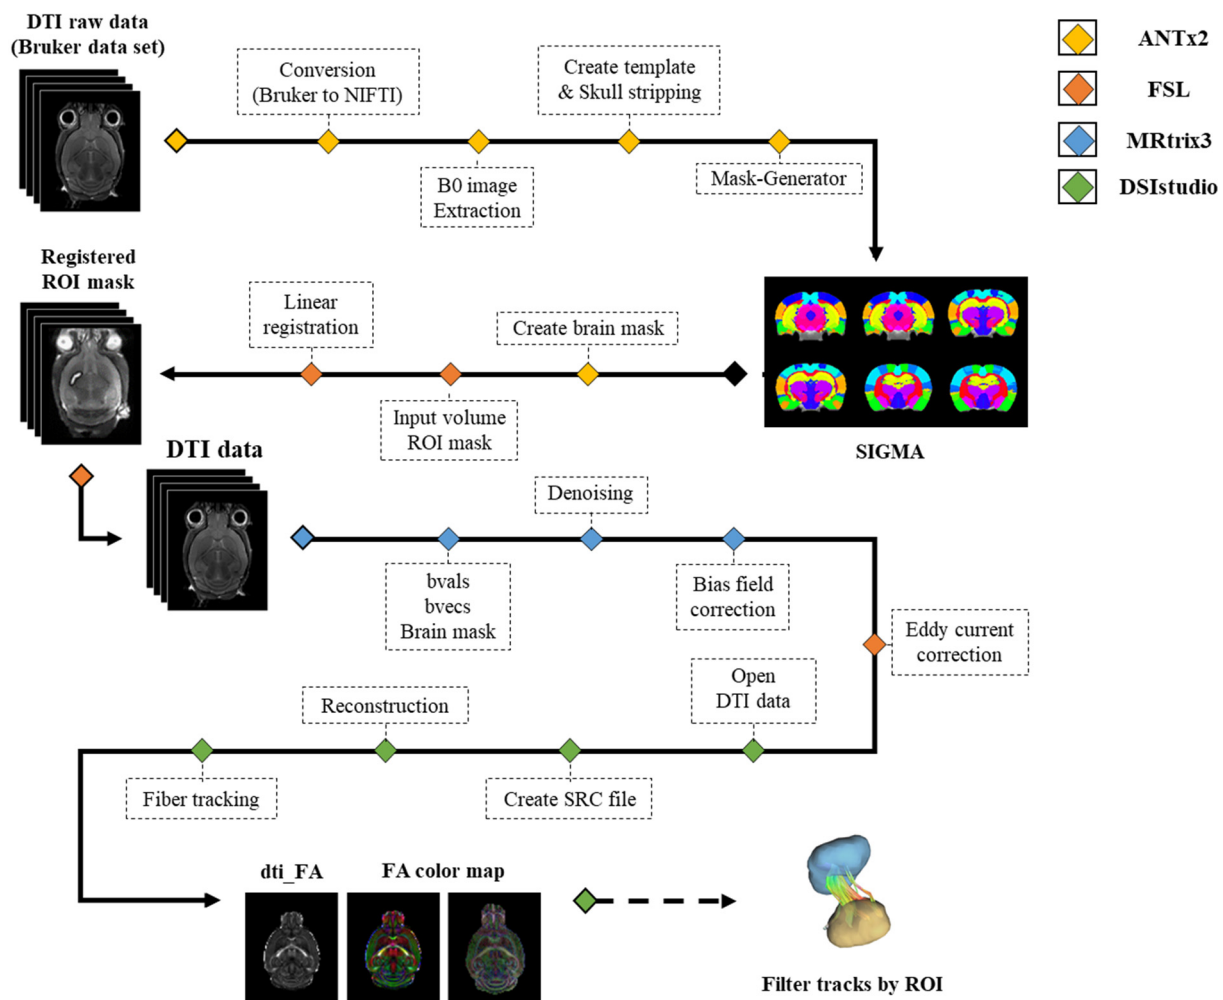 DTI raw data
(Bruker data set)
Conversion
(Bruker to NIFTI)
B0 image
Extraction
Create template
& Skull stripping
Mask-Generator
ANTx2
FSL
MRtrix3
DSIstudio
Registered
ROI mask
Linear
registration
Input volume
ROI mask
Create brain mask
SIGMA
DTI data
bvals
bvecs
Brain mask
Denoising
Bias field
correction
Eddy current
correction
Open
DTI data
Create SRC file
Reconstruction
Fiber tracking
dti_FA
FA color map
Filter tracks by ROI